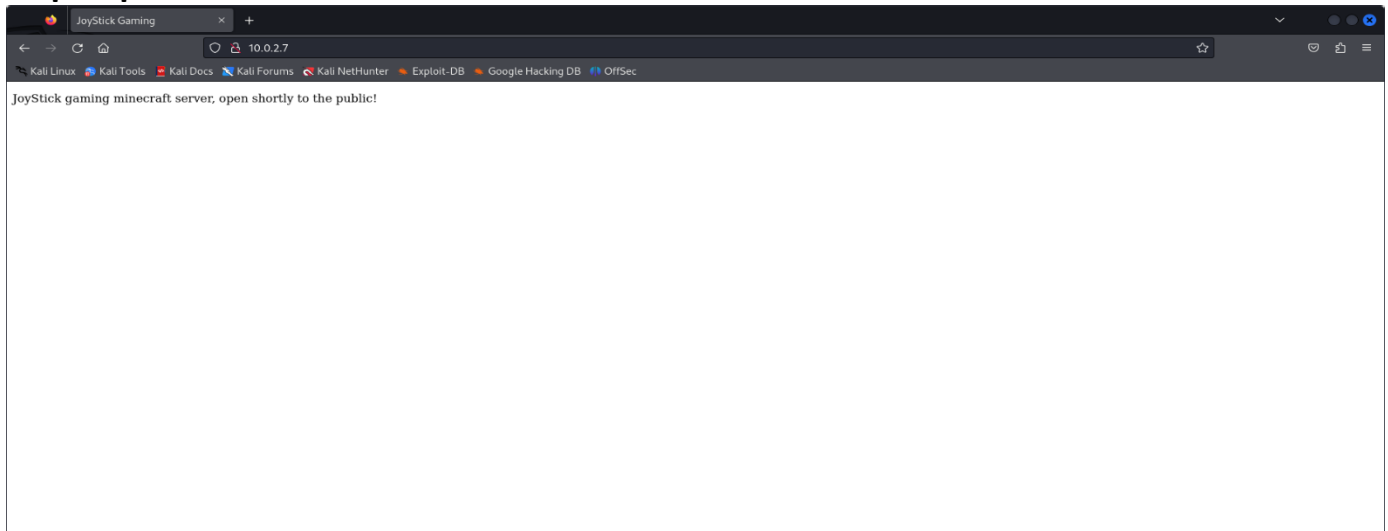 JoyStick Gaming
10.0.2.7
Kali Linux Kali Tools Kali Docs Kali Forums Kali NetHunter Exploit-DB Google Hacking DB OffSec
JoyStick gaming minecraft server, open shortly to the public!